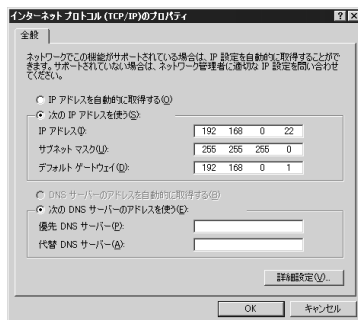 インターネット プロトコル (TCP/IP)のプロパティ
全般
ネットワークでこの機能がサポートされている場合は、IP 設定を自動的に取得することがで
きます。サポートされていない場合は、ネットワーク管理者に適切な IP 設定を問い合わせ
てください。
IP アドレスを自動的に取得する(O)
次の IP アドレスを使う(S):
IP アドレス(I): 192 168 0 22
サブネット マスク(U): 255 255 255 0
デフォルト ゲートウェイ(D): 192 168 0 1
DNS サーバーのアドレスを自動的に取得する(B)
次の DNS サーバーのアドレスを使う(E):
優先 DNS サーバー(P):
代替 DNS サーバー(A):
詳細設定(V)...
OK キャンセル